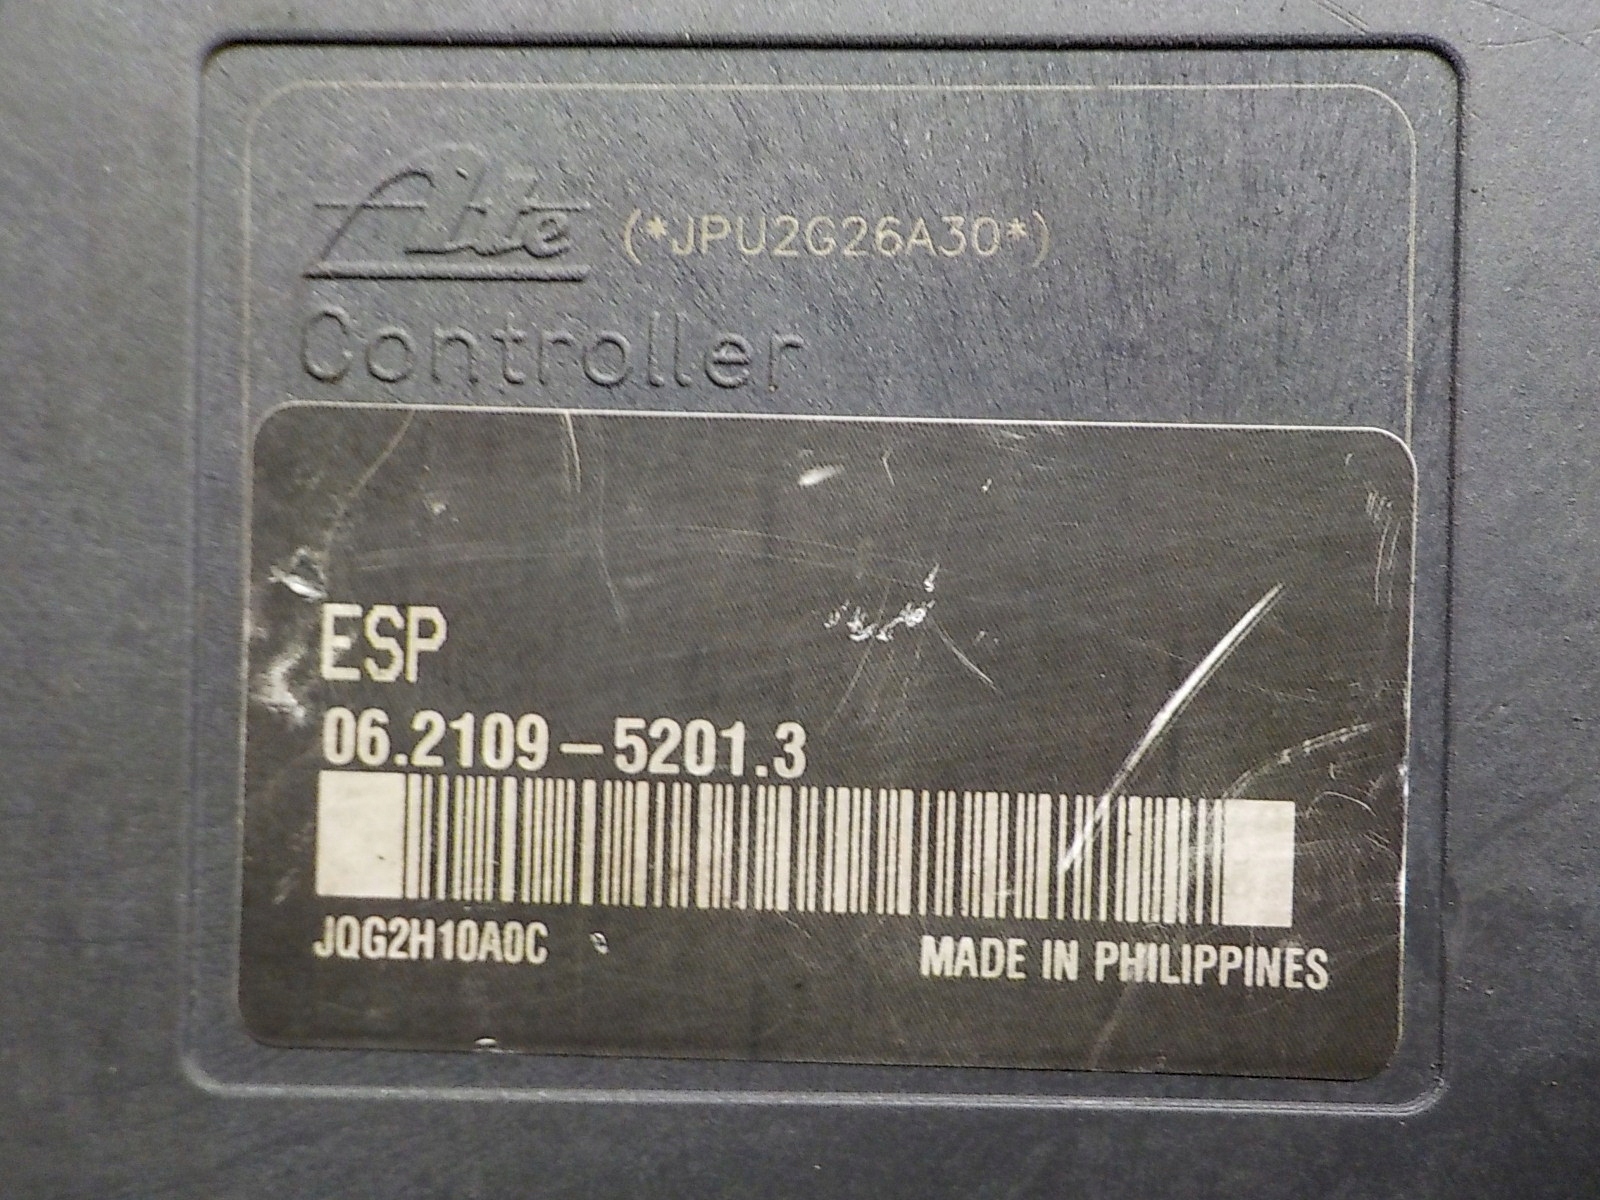 Ate (*JPU2G26A30*)
Controller
ESP
06.2109-5201.3
JQG2H10A0C
MADE IN PHILIPPINES